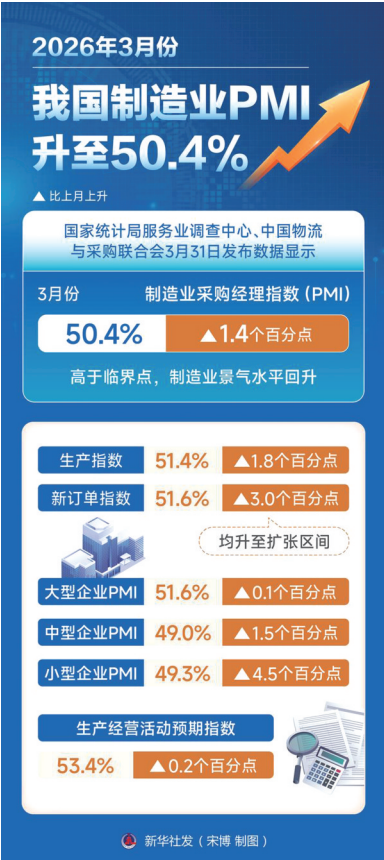 2026年3月份
我国制造业PMI
升至50.4%
▲ 比上月上升
国家统计局服务业调查中心、中国物流
与采购联合会3月31日发布数据显示
3月份 制造业采购经理指数(PMI)
50.4% ▲1.4个百分点
高于临界点，制造业景气水平回升
生产指数 51.4% ▲1.8个百分点
新订单指数 51.6% ▲3.0个百分点
均升至扩张区间
大型企业PMI 51.6% ▲0.1个百分点
中型企业PMI 49.0% ▲1.5个百分点
小型企业PMI 49.3% ▲4.5个百分点
生产经营活动预期指数
53.4% ▲0.2个百分点
新华社发（宋博 制图）